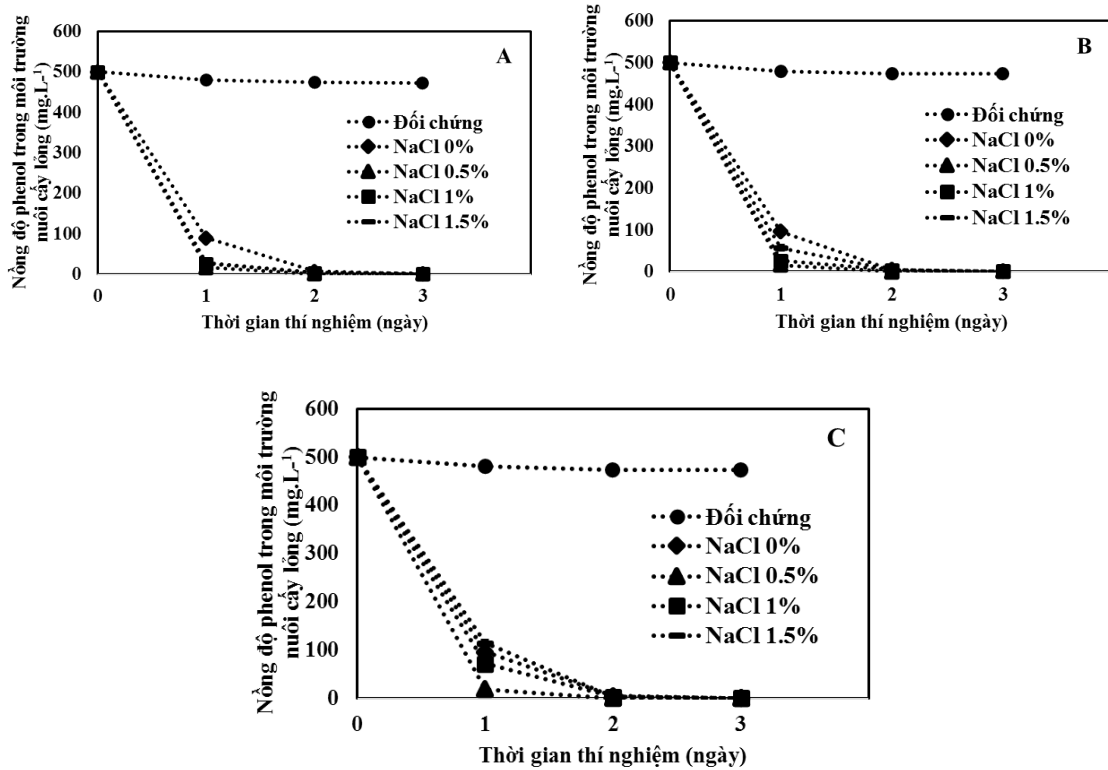 A
Nồng độ phenol trong môi trường
nuôi cấy lỏng (mg.L-¹)
600
500
400
300
200
100
0
Đối chứng
NaCl 0%
NaCl 0.5%
NaCl 1%
NaCl 1.5%
0 1 2 3
Thời gian thí nghiệm (ngày)
B
Nồng độ phenol trong môi trường
nuôi cấy lỏng (mg.L-¹)
600
500
400
300
200
100
0
Đối chứng
NaCl 0%
NaCl 0.5%
NaCl 1%
NaCl 1.5%
0 1 2 3
Thời gian thí nghiệm (ngày)
C
Nồng độ phenol trong môi trường
nuôi cấy lỏng (mg.L-¹)
600
500
400
300
200
100
0
Đối chứng
NaCl 0%
NaCl 0.5%
NaCl 1%
NaCl 1.5%
0 1 2 3
Thời gian thí nghiệm (ngày)